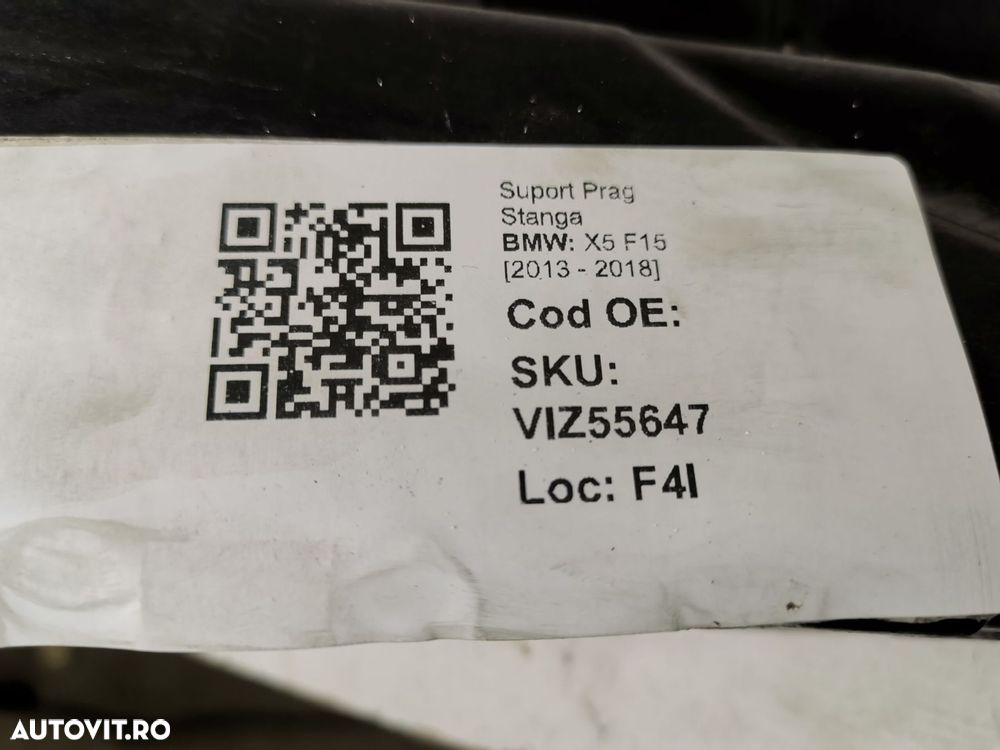 Suport Prag
Stanga
BMW: X5 F15
[2013 - 2018]
Cod OE:
SKU:
VIZ55647
Loc: F4I
AUTOVIT.RO